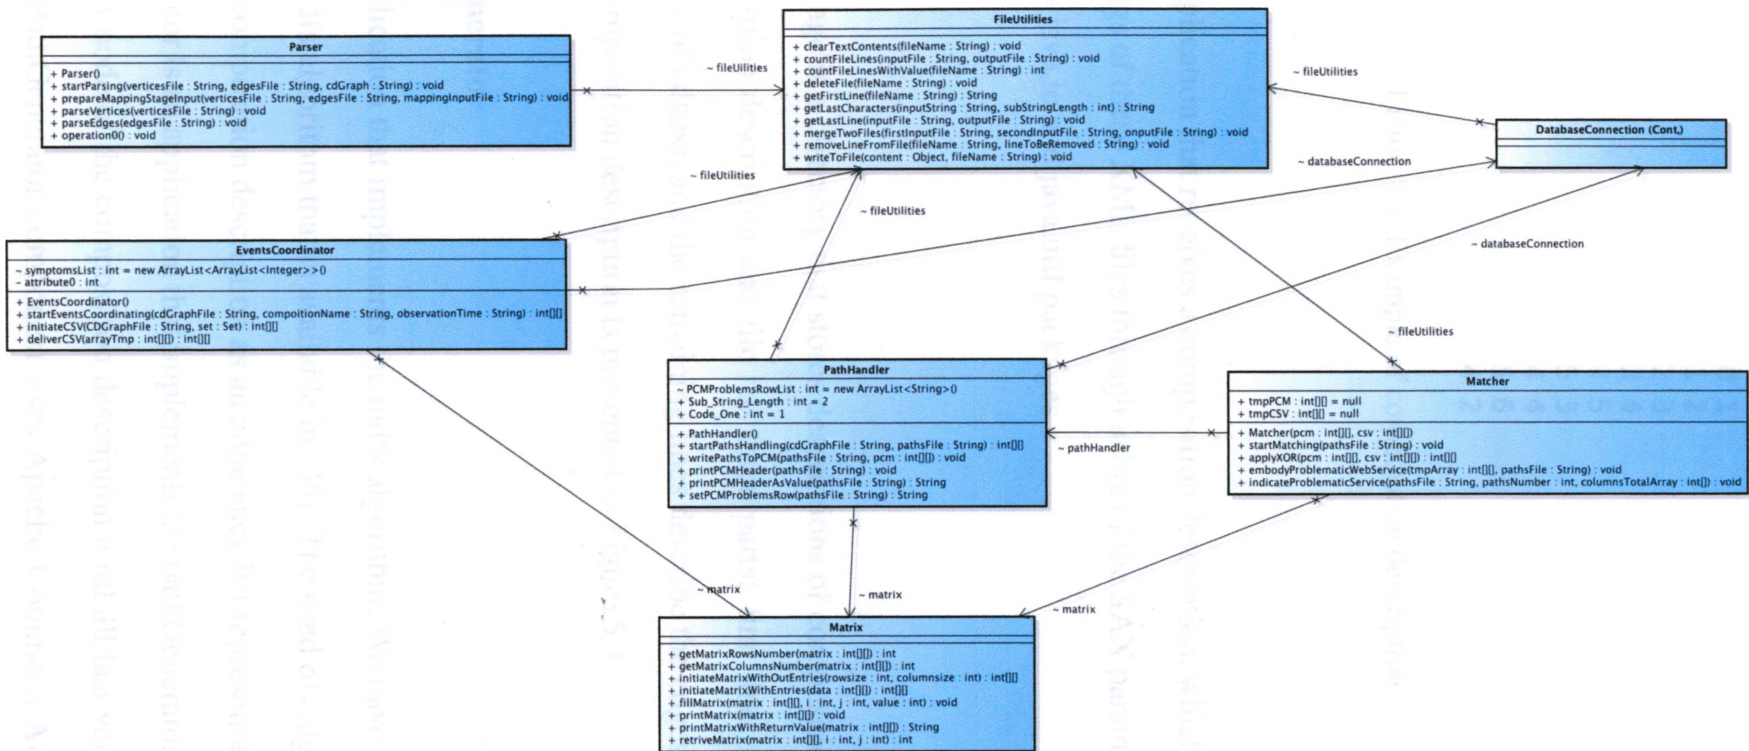 Parser
+ Parser()
+ startParsing(verticesFile : String, edgesFile : String, cdGraph : String) : void
+ prepareMappingStageInput(verticesFile : String, edgesFile : String, mappingInputFile : String) : void
+ parseVertices(verticesFile : String) : void
+ parseEdges(edgesFile : String) : void
+ operation0() : void
~ fileUilities
FileUtilities
+ clearTextContents(fileName : String) : void
+ countFileLines(inputFile : String, outputFile : String) : void
+ countFileLinesWithValue(fileName : String) : int
+ deleteFile(fileName : String) : void
+ getFirstLine(fileName : String) : String
+ getLastCharacters(inputString : String, subStringLength : int) : String
+ getLastLine(inputFile : String, outputFile : String) : void
+ mergeTwoFiles(firstInputFile : String, secondInputFile : String, onputFile : String) : void
+ removeLineFromFile(fileName : String, lineToBeRemoved : String) : void
+ writeToFile(content : Object, fileName : String) : void
~ fileUtilities
DatabaseConnection (Cont,)
~ databaseConnection
~ fileUtilities
~ fileUtilities
~ databaseConnection
EventsCoordinator
~ symptomsList : int = new ArrayList<ArrayList<Integer>>()
- attribute0 : int
+ EventsCoordinator()
+ startEventsCoordinating(cdGraphFile : String, compoitionName : String, observationTime : String) : int[][]
+ initiateCSV(CDGraphFile : String, set : Set) : int[][]
+ deliverCSV(arrayTmp : int[][]) : int[][]
~ fileUtilities
PathHandler
~ PCMProblemsRowList : int = new ArrayList<String>()
+ Sub_String_Length : int = 2
+ Code_One : int = 1
+ PathHandler()
+ startPathsHandling(cdGraphFile : String, pathsFile : String) : int[][]
+ writePathsToPCM(pathsFile : String, pcm : int[][]) : void
+ printPCMHeader(pathsFile : String) : void
+ printPCMHeaderAsValue(pathsFile : String) : String
+ setPCMProblemsRow(pathsFile : String) : String
~ pathHandler
Matcher
+ tmpPCM : int[][] = null
+ tmpCSV : int[][] = null
+ Matcher(pcm : int[][], csv : int[][])
+ startMatching(pathsFile : String) : void
+ applyXOR(pcm : int[][], csv : int[][]) : int[][]
+ embodyProblematicWebService(tmpArray : int[][], pathsFile : String) : void
+ indicateProblematicService(pathsFile : String, pathsNumber : int, columnsTotalArray : int[]) : void
~ matrix
~ matrix
~ matrix
Matrix
+ getMatrixRowsNumber(matrix : int[][]) : int
+ getMatrixColumnsNumber(matrix : int[][]) : int
+ initiateMatrixWithOutEntries(rowsize : int, columnsize : int) : int[][]
+ initiateMatrixWithEntries(data : int[][]) : int[][]
+ fillMatrix(matrix : int[][], i : int, j : int, value : int) : void
+ printMatrix(matrix : int[][]) : void
+ printMatrixWithReturnValue(matrix : int[][]) : String
+ retriveMatrix(matrix : int[][], i : int, j : int) : int